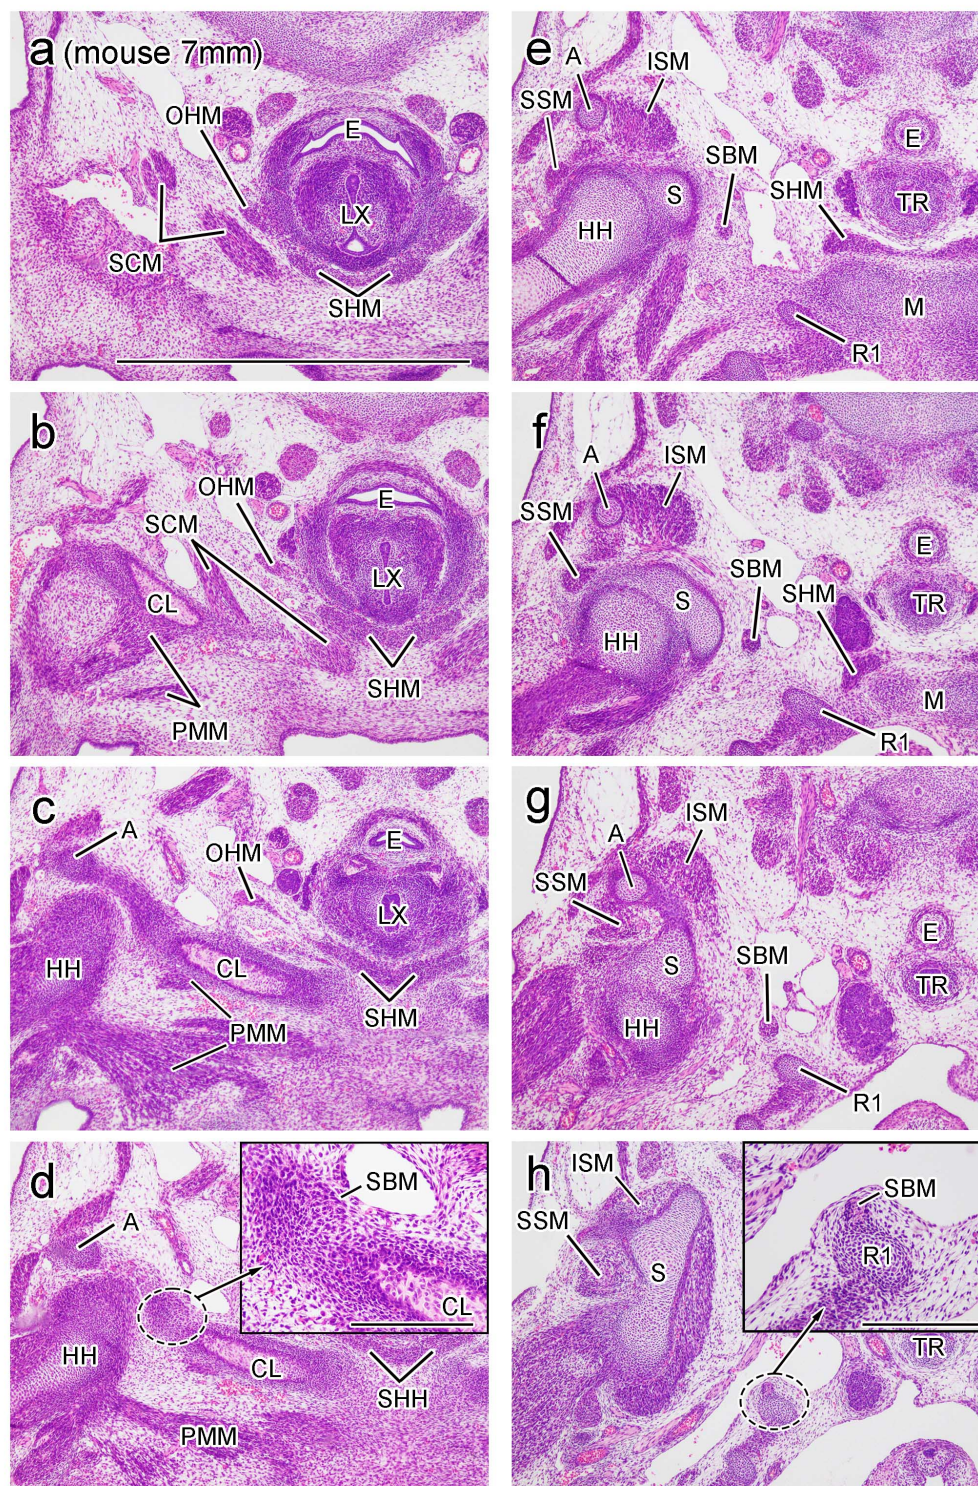 a (mouse 7mm)
OHM
E
LX
SCM
SHM
b
OHM
SCM
E
LX
CL
SHM
PMM
c
A
OHM
E
LX
HH
CL
SHM
PMM
d
A
SBM
CL
HH
CL
SHH
PMM
e
A
ISM
SSM
SBM
E
SHM
S
TR
HH
M
R1
f
A
ISM
SSM
E
SBM
SHM
S
TR
HH
M
R1
g
A
ISM
SSM
E
SBM
S
TR
HH
R1
h
ISM
SBM
SSM
R1
S
TR